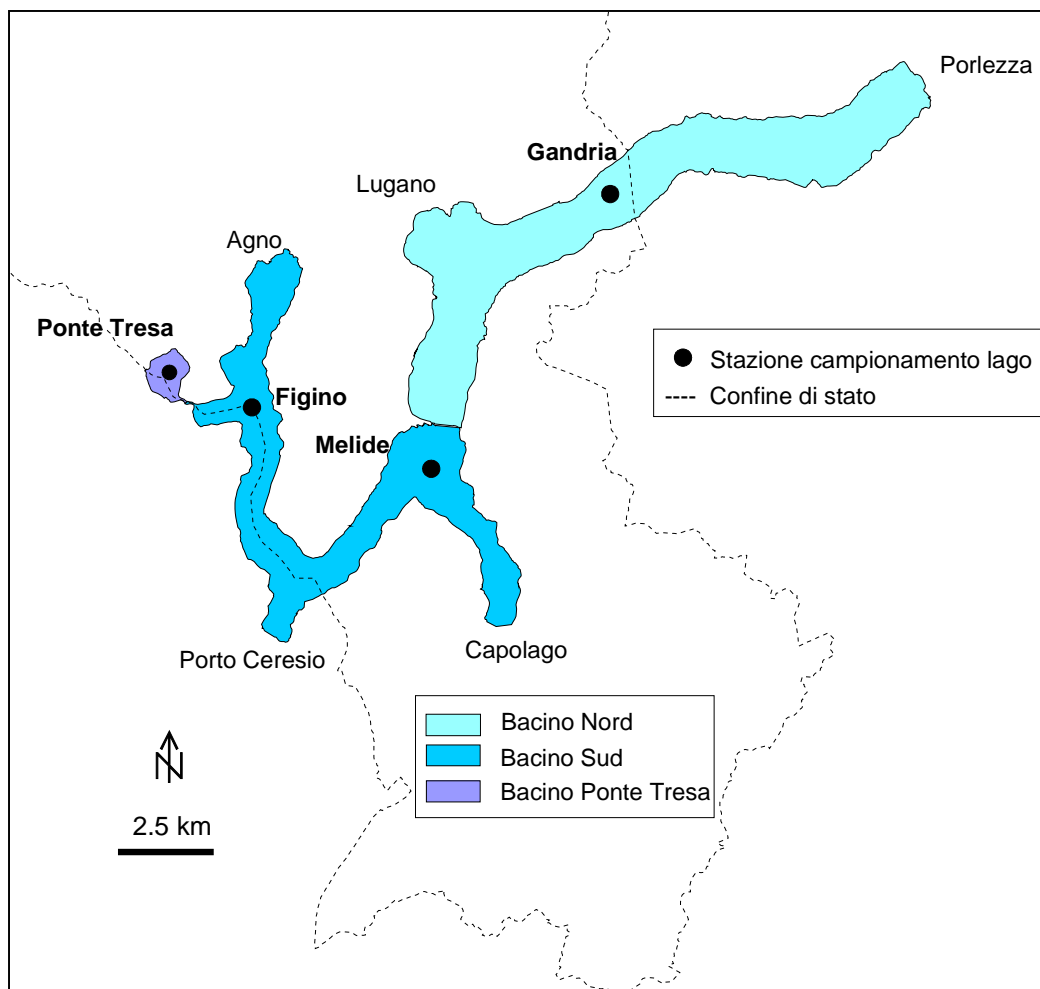 Porlezza
Gandria
Lugano
Agno
Ponte Tresa
Stazione campionamento lago
Confine di stato
Figino
Melide
Porto Ceresio
Capolago
Bacino Nord
Bacino Sud
Bacino Ponte Tresa
N
2.5 km